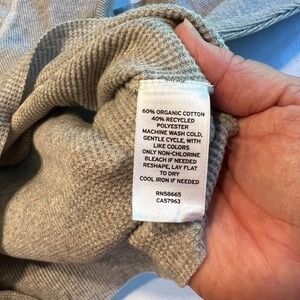 60% ORGANIC COTTON
40% RECYCLED
POLYESTER
MACHINE WASH COLD,
GENTLE CYCLE, WITH
LIKE COLORS
ONLY NON-CHLORINE
BLEACH IF NEEDED
RESHAPE, LAY FLAT
TO DRY
COOL IRON IF NEEDED
RN58665
CA57963